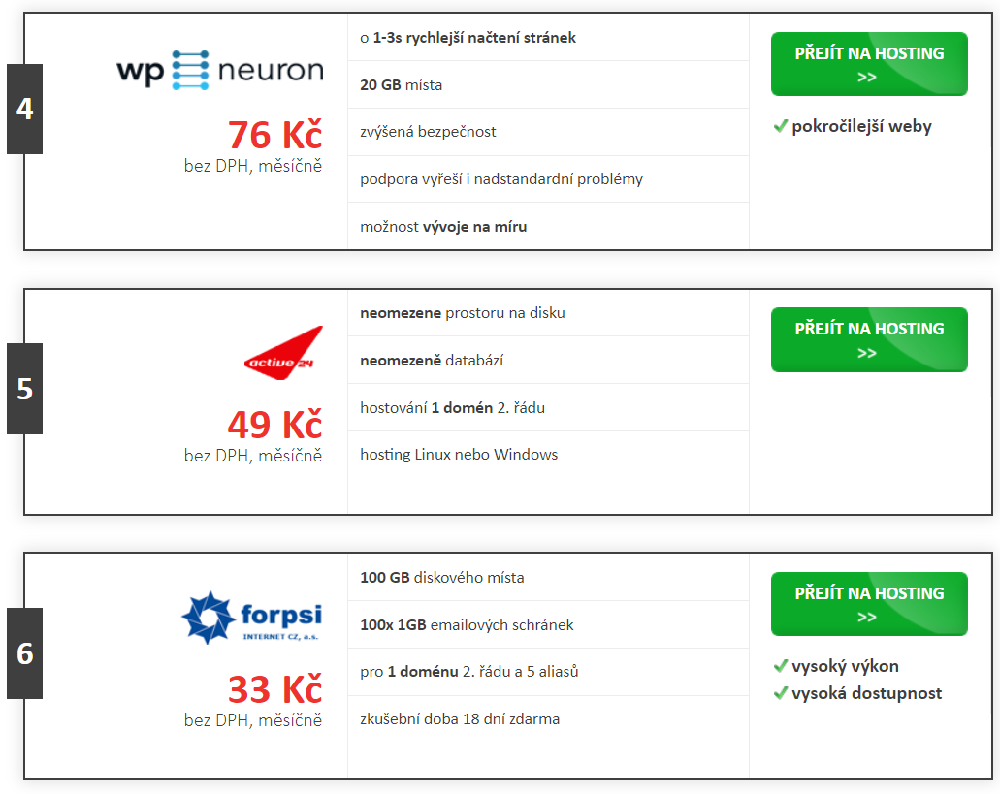 4
wp neuron
76 Kč
bez DPH, měsíčně
o 1-3s rychlejší načtení stránek
20 GB místa
zvýšená bezpečnost
podpora vyřeší i nadstandardní problémy
možnost vývoje na míru
PŘEJÍT NA HOSTING
>>
pokročilejší weby
5
active 24
49 Kč
bez DPH, měsíčně
neomezene prostoru na disku
neomezeně databází
hostování 1 domén 2. řádu
hosting Linux nebo Windows
PŘEJÍT NA HOSTING
>>
6
forpsi
INTERNET CZ, a.s.
33 Kč
bez DPH, měsíčně
100 GB diskového místa
100x 1GB emailových schránek
pro 1 doménu 2. řádu a 5 aliasů
zkušební doba 18 dní zdarma
PŘEJÍT NA HOSTING
>>
vysoký výkon
vysoká dostupnost